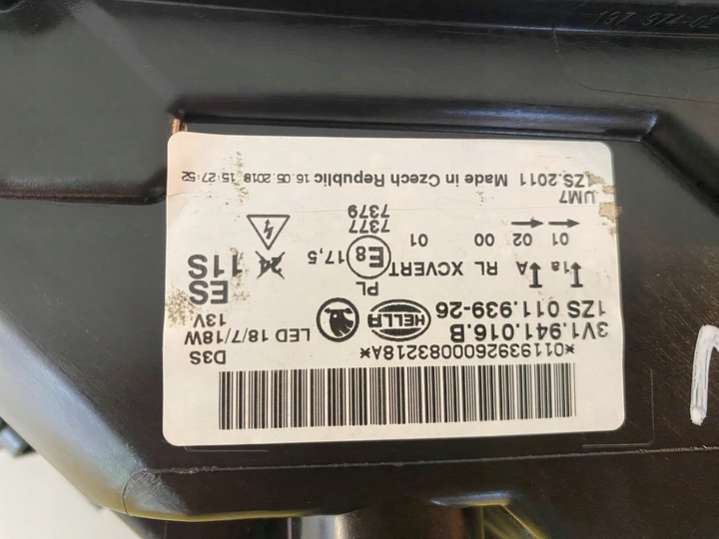 *01193926000083218A*
3V1.941.016.B
1ZS 011.939-26
HELLA
D3S
LED 18/7/18W
13V
ES
24 11S
PL
1a A RL XCVERT E8 17,5
01 02 00 01
7377
7379
UM7
1ZS.2011 Made in Czech Republic 16.05.2018 15:27:52